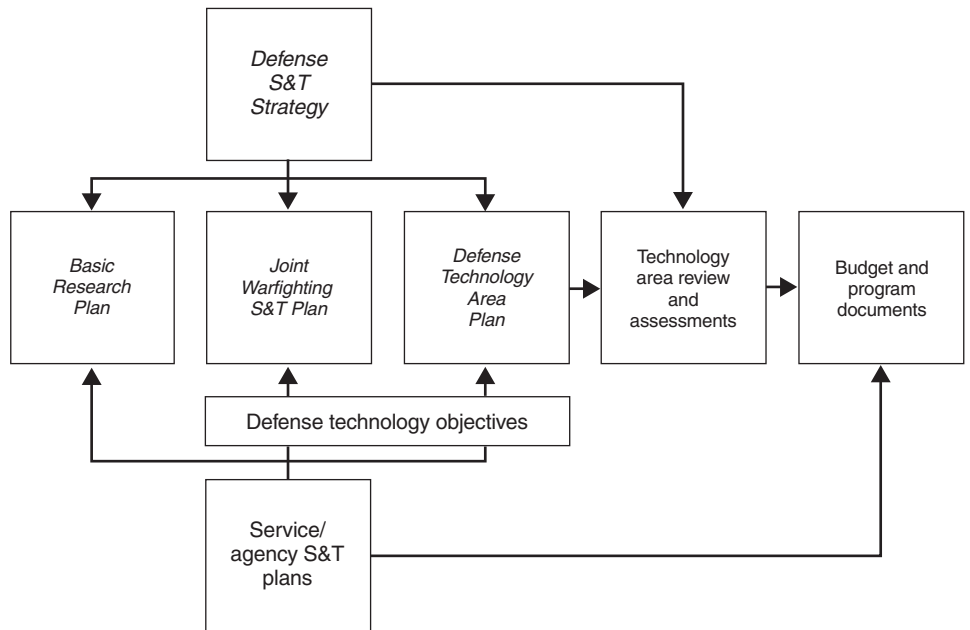 Defense
S&T
Strategy
Basic
Research
Plan
Joint
Warfighting
S&T Plan
Defense
Technology
Area
Plan
Technology
area review
and
assessments
Budget and
program
documents
Defense technology objectives
Service/
agency S&T
plans